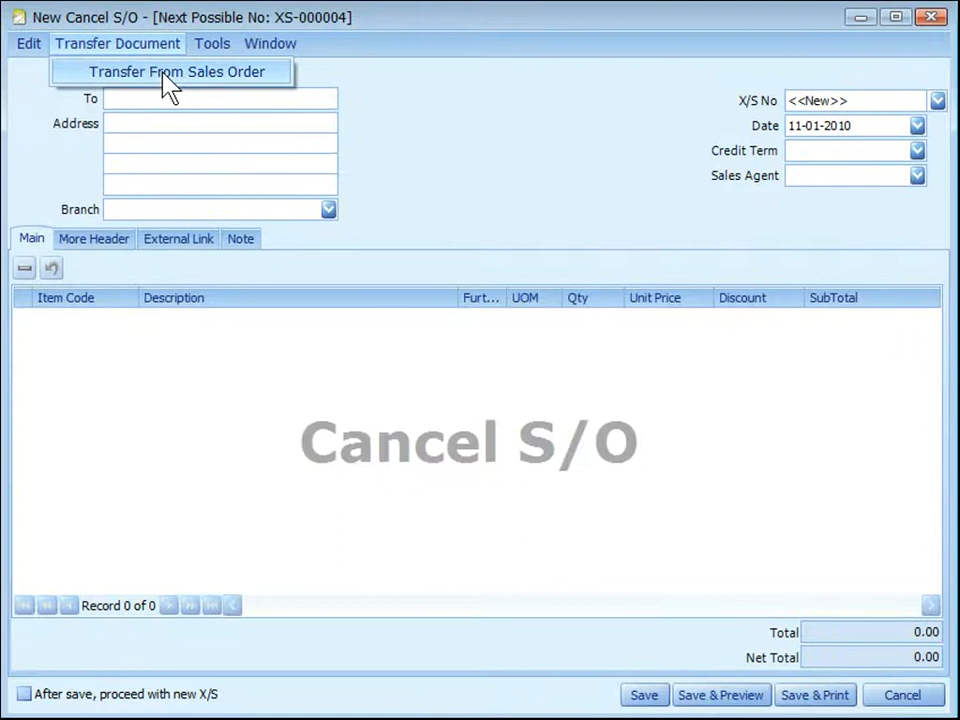 New Cancel S/O - [Next Possible No: XS-000004]
Edit Transfer Document Tools Window
Transfer From Sales Order
To
Address
Branch
X/S No <<New>>
Date 11-01-2010
Credit Term
Sales Agent
Main More Header External Link Note
Item Code Description Furt... UOM Qty Unit Price Discount SubTotal
Cancel S/O
Record 0 of 0
Total 0.00
Net Total 0.00
After save, proceed with new X/S
Save Save & Preview Save & Print Cancel